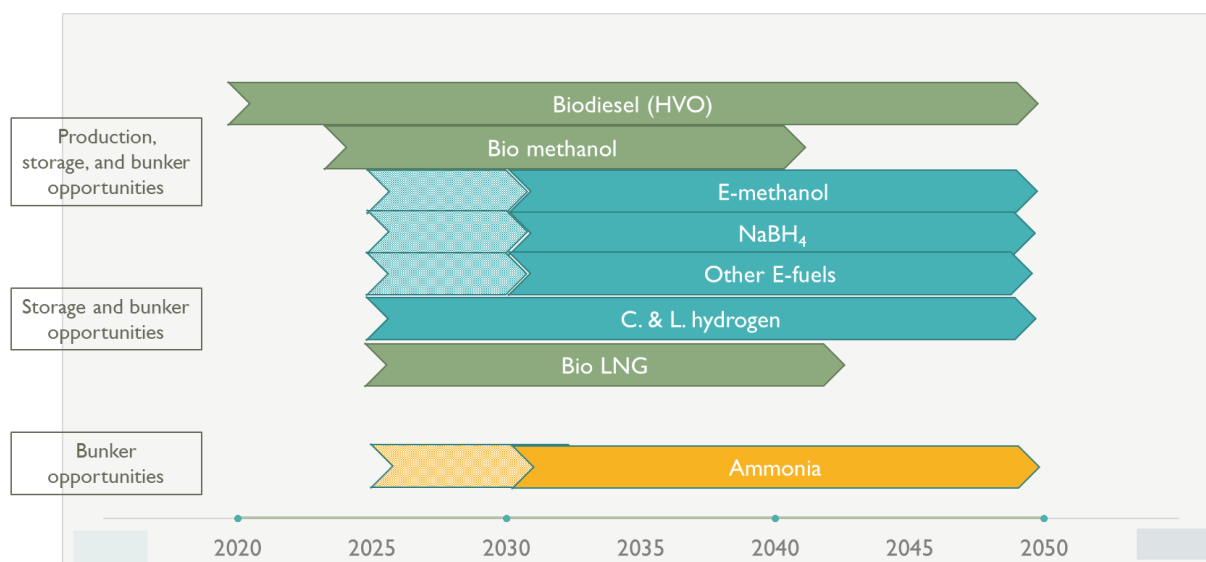 Biodiesel (HVO)
Production,
storage, and bunker
opportunities
Bio methanol
E-methanol
NaBH₄
Other E-fuels
Storage and bunker
opportunities
C. & L. hydrogen
Bio LNG
Bunker
opportunities
Ammonia
2020 2025 2030 2035 2040 2045 2050